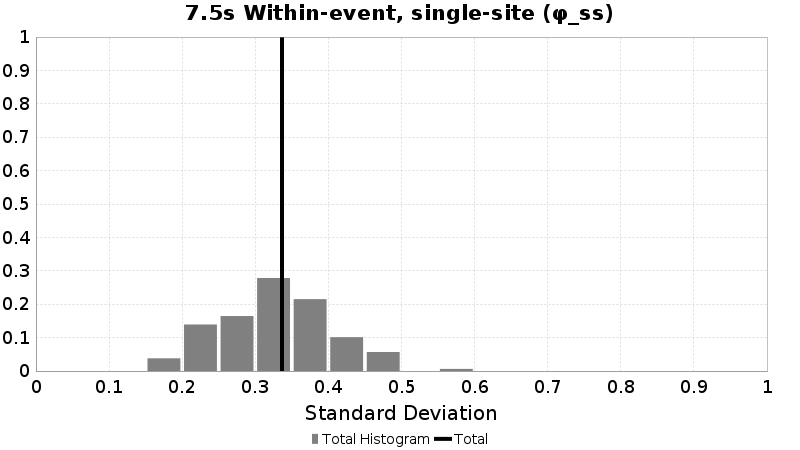 7.5s Within-event, single-site (φ_ss)
1
0.9
0.8
0.7
0.6
0.5
0.4
0.3
0.2
0.1
0
0 0.1 0.2 0.3 0.4 0.5 0.6 0.7 0.8 0.9 1
Standard Deviation
Total Histogram Total